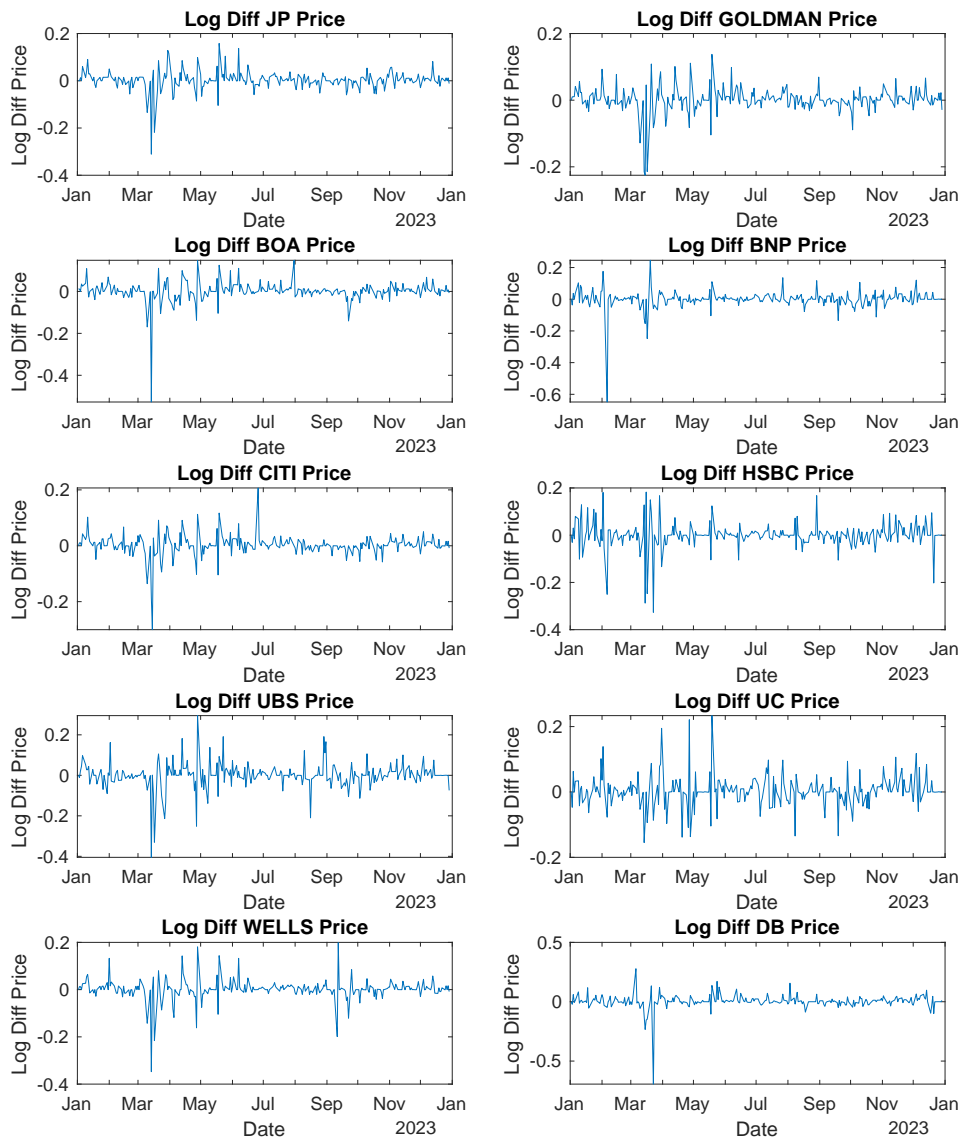 Log Diff JP Price
0.2
0
-0.2
-0.4
Log Diff Price
Jan Mar May Jul Sep Nov Jan
Date
2023
Log Diff GOLDMAN Price
0.2
0
-0.2
Log Diff Price
Jan Mar May Jul Sep Nov Jan
Date
2023
Log Diff BOA Price
0
-0.2
-0.4
Log Diff Price
Jan Mar May Jul Sep Nov Jan
Date
2023
Log Diff BNP Price
0.2
0
-0.2
-0.4
-0.6
Log Diff Price
Jan Mar May Jul Sep Nov Jan
Date
2023
Log Diff CITI Price
0.2
0
-0.2
Log Diff Price
Jan Mar May Jul Sep Nov Jan
Date
2023
Log Diff HSBC Price
0.2
0
-0.2
-0.4
Log Diff Price
Jan Mar May Jul Sep Nov Jan
Date
2023
Log Diff UBS Price
0.2
0
-0.2
-0.4
Log Diff Price
Jan Mar May Jul Sep Nov Jan
Date
2023
Log Diff UC Price
0.2
0
-0.2
Log Diff Price
Jan Mar May Jul Sep Nov Jan
Date
2023
Log Diff WELLS Price
0.2
0
-0.2
-0.4
Log Diff Price
Jan Mar May Jul Sep Nov Jan
Date
2023
Log Diff DB Price
0.5
0
-0.5
Log Diff Price
Jan Mar May Jul Sep Nov Jan
Date
2023